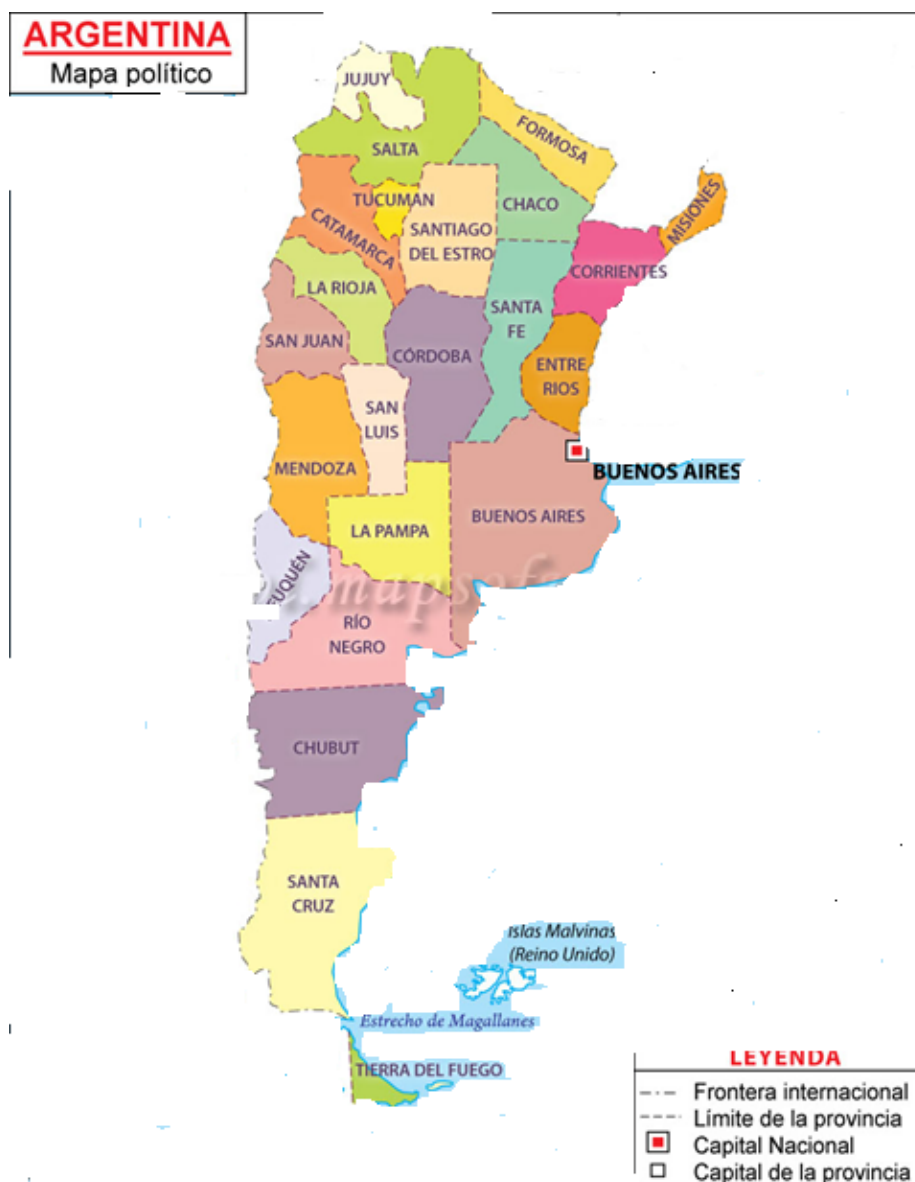 ARGENTINA
Mapa político
JUJUY
FORMOSA
SALTA
MISIONES
TUCUMAN
CHACO
CATAMARCA
SANTIAGO
DEL ESTRO
CORRIENTES
LA RIOJA
SANTA
FE
SAN JUAN
CÓRDOBA
ENTRE
RIOS
SAN
LUIS
MENDOZA
BUENOS AIRES
BUENOS AIRES
LA PAMPA
UQUÉN
RÍO
NEGRO
CHUBUT
SANTA
CRUZ
Islas Malvinas
(Reino Unido)
Estrecho de Magallanes
TIERRA DEL FUEGO
LEYENDA
Frontera internacional
Límite de la provincia
Capital Nacional
Capital de la provincia